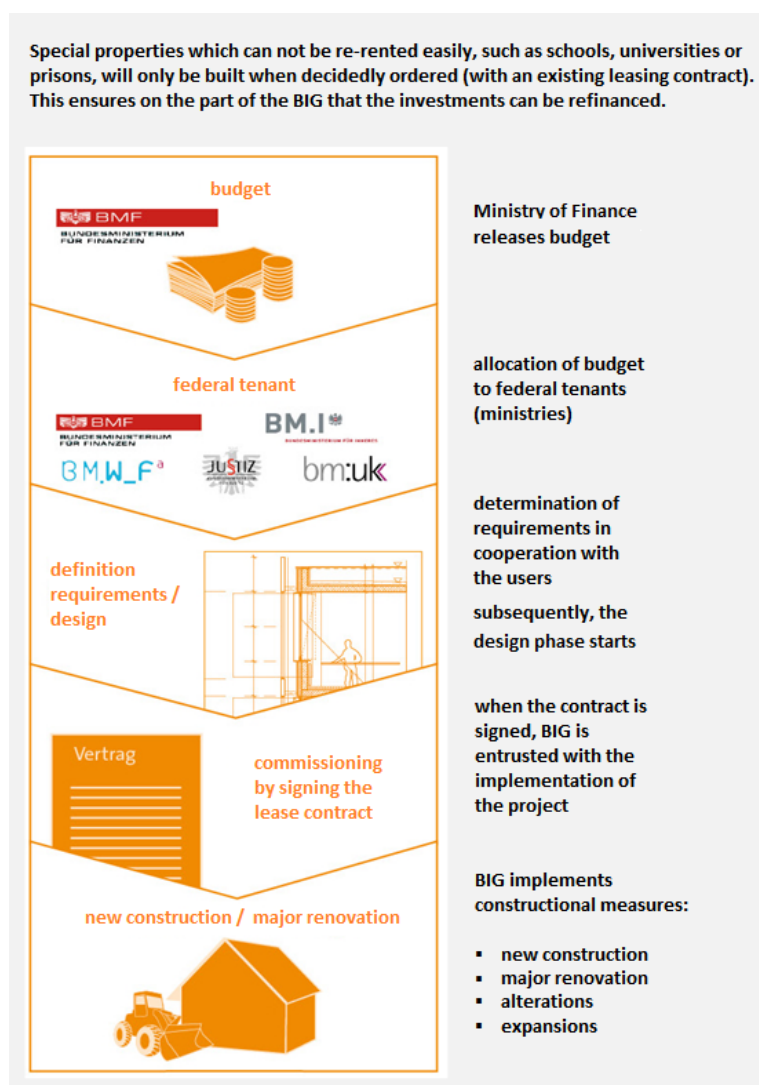 Special properties which can not be re-rented easily, such as schools, universities or
prisons, will only be built when decidedly ordered (with an existing leasing contract).
This ensures on the part of the BIG that the investments can be refinanced.
budget
BMF
BUNDESMINISTERIUM
FÜR FINANZEN
Ministry of Finance
releases budget
federal tenant
BMF
BUNDESMINISTERIUM
FÜR FINANZEN
BM.I
BUNDESMINISTERIUM FÜR INNERES
BM.W_Fa
JUSTIZ
bm:uk
allocation of budget
to federal tenants
(ministries)
definition
requirements /
design
determination of
requirements in
cooperation with
the users
subsequently, the
design phase starts
Vertrag
commissioning
by signing the
lease contract
when the contract is
signed, BIG is
entrusted with the
implementation of
the project
new construction / major renovation
BIG implements
constructional measures:
▪ new construction
▪ major renovation
▪ alterations
▪ expansions